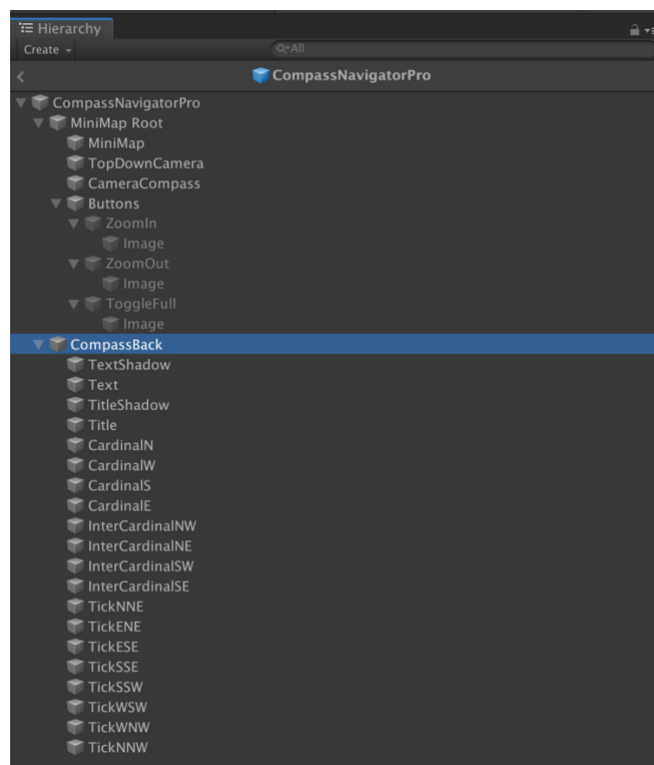 Hierarchy
Create All
CompassNavigatorPro
CompassNavigatorPro
MiniMap Root
MiniMap
TopDownCamera
CameraCompass
Buttons
ZoomIn
Image
ZoomOut
Image
ToggleFull
Image
CompassBack
TextShadow
Text
TitleShadow
Title
CardinalN
CardinalW
CardinalS
CardinalE
InterCardinalNW
InterCardinalNE
InterCardinalSW
InterCardinalSE
TickNNE
TickENE
TickESE
TickSSE
TickSSW
TickWSW
TickWNW
TickNNW